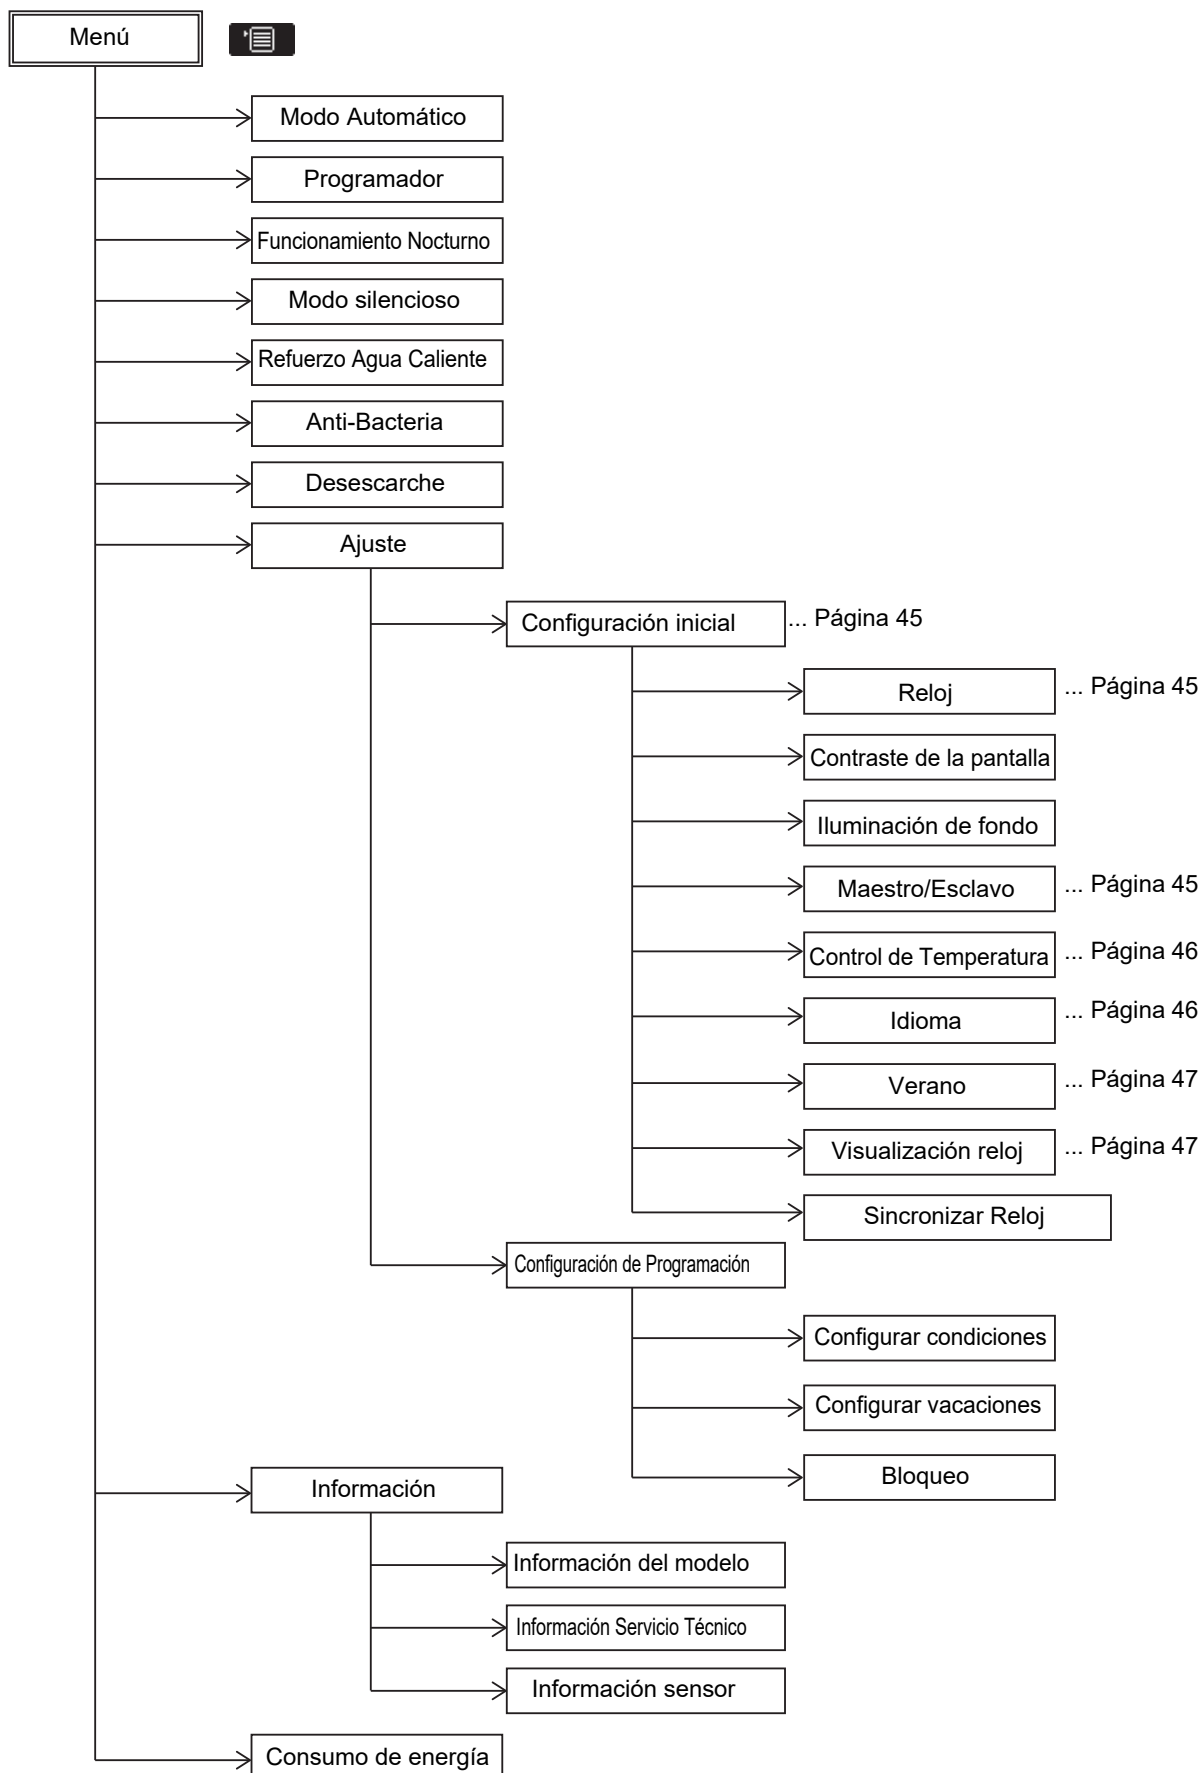 Menú
Modo Automático
Programador
Funcionamiento Nocturno
Modo silencioso
Refuerzo Agua Caliente
Anti-Bacteria
Desescarche
Ajuste
Configuración inicial ... Página 45
Reloj ... Página 45
Contraste de la pantalla
Iluminación de fondo
Maestro/Esclavo ... Página 45
Control de Temperatura ... Página 46
Idioma ... Página 46
Verano ... Página 47
Visualización reloj ... Página 47
Sincronizar Reloj
Configuración de Programación
Configurar condiciones
Configurar vacaciones
Bloqueo
Información
Información del modelo
Información Servicio Técnico
Información sensor
Consumo de energía